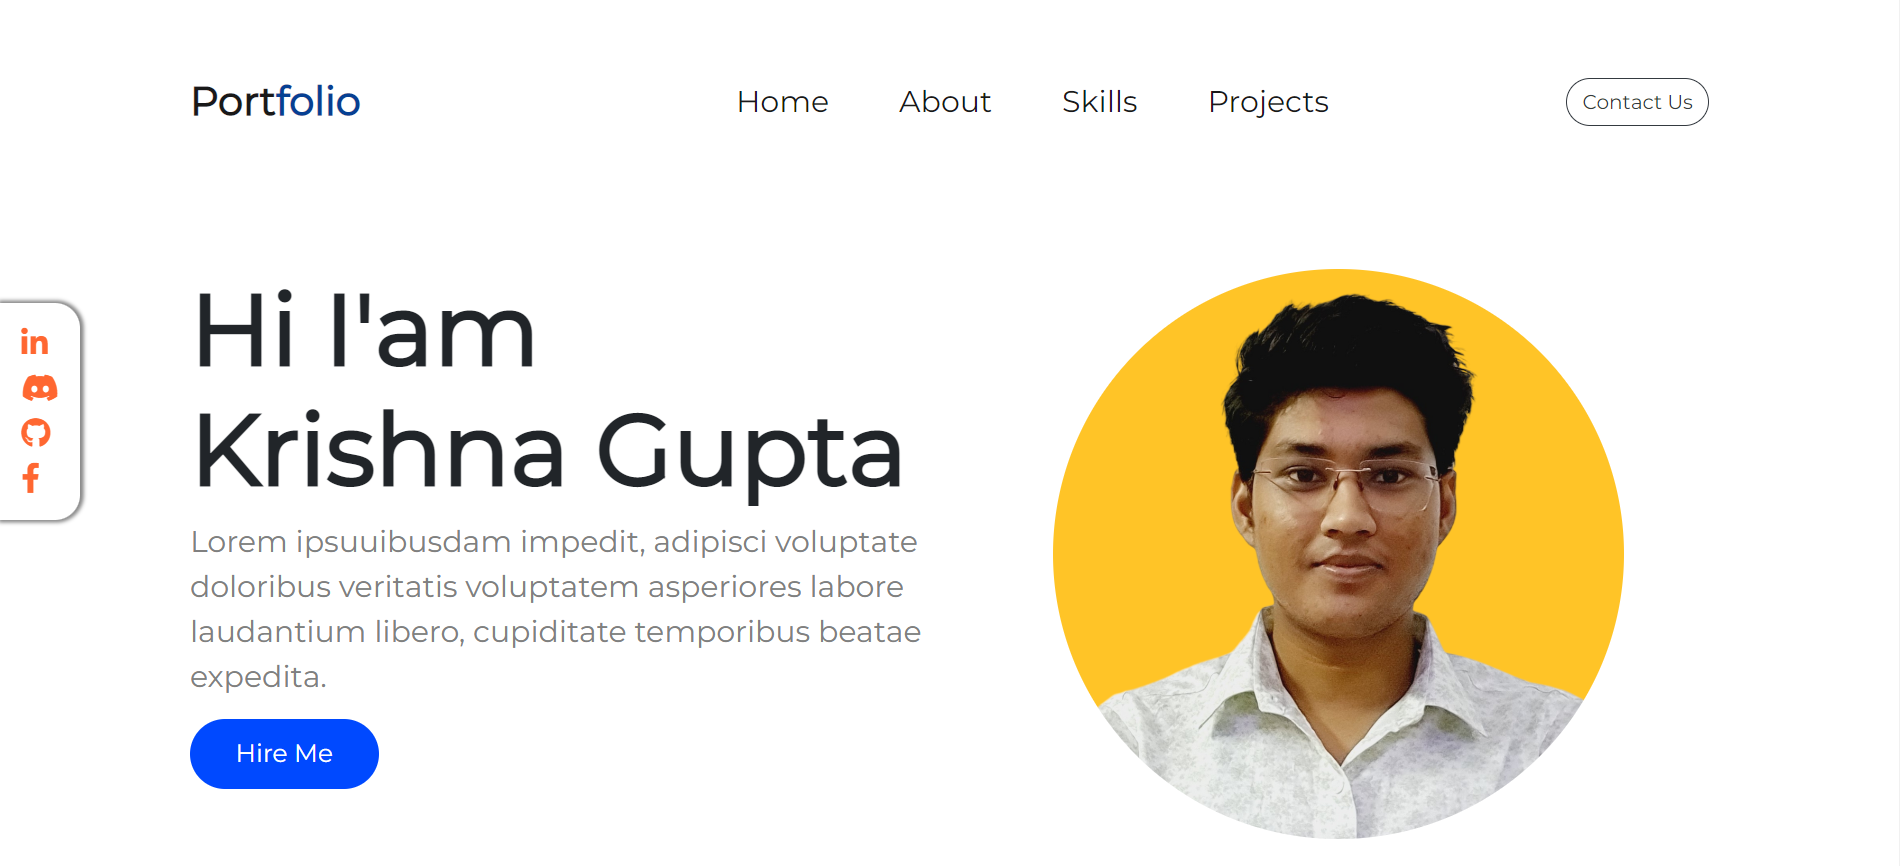 Portfolio
Home About Skills Projects
Contact Us
Hi I'am
Krishna Gupta
Lorem ipsuuibusdam impedit, adipisci voluptate
doloribus veritatis voluptatem asperiores labore
laudantium libero, cupiditate temporibus beatae
expedita.
Hire Me